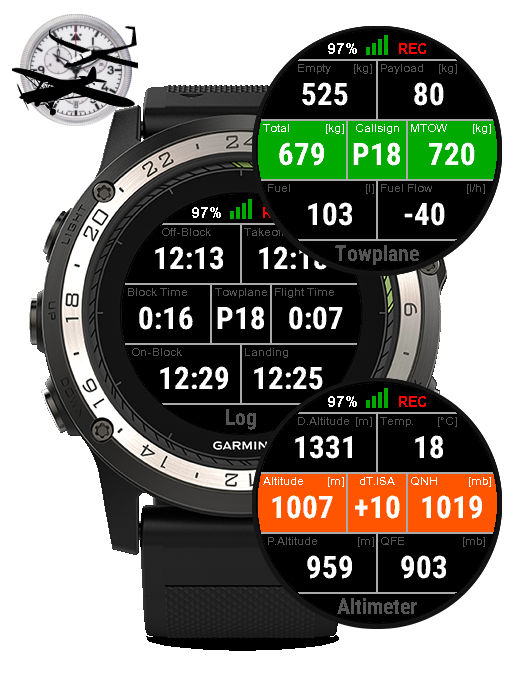 97% REC
Empty [kg] Payload [kg]
525 80
Total [kg] Callsign MTOW [kg]
679 P18 720
Fuel [l] Fuel Flow [l/h]
103 -40
Towplane
LIGHT
UP
24 22 20 18 16 14 12 6
97%
Off-Block
12:13
Block Time Towplane Flight Time
0:16 P18 0:07
On-Block Landing
12:29 12:25
Log
GARMIN
97% REC
D.Altitude [m] Temp. [°C]
1331 18
Altitude [m] dT.ISA QNH [mb]
1007 +10 1019
P.Altitude [m] QFE [mb]
959 903
Altimeter